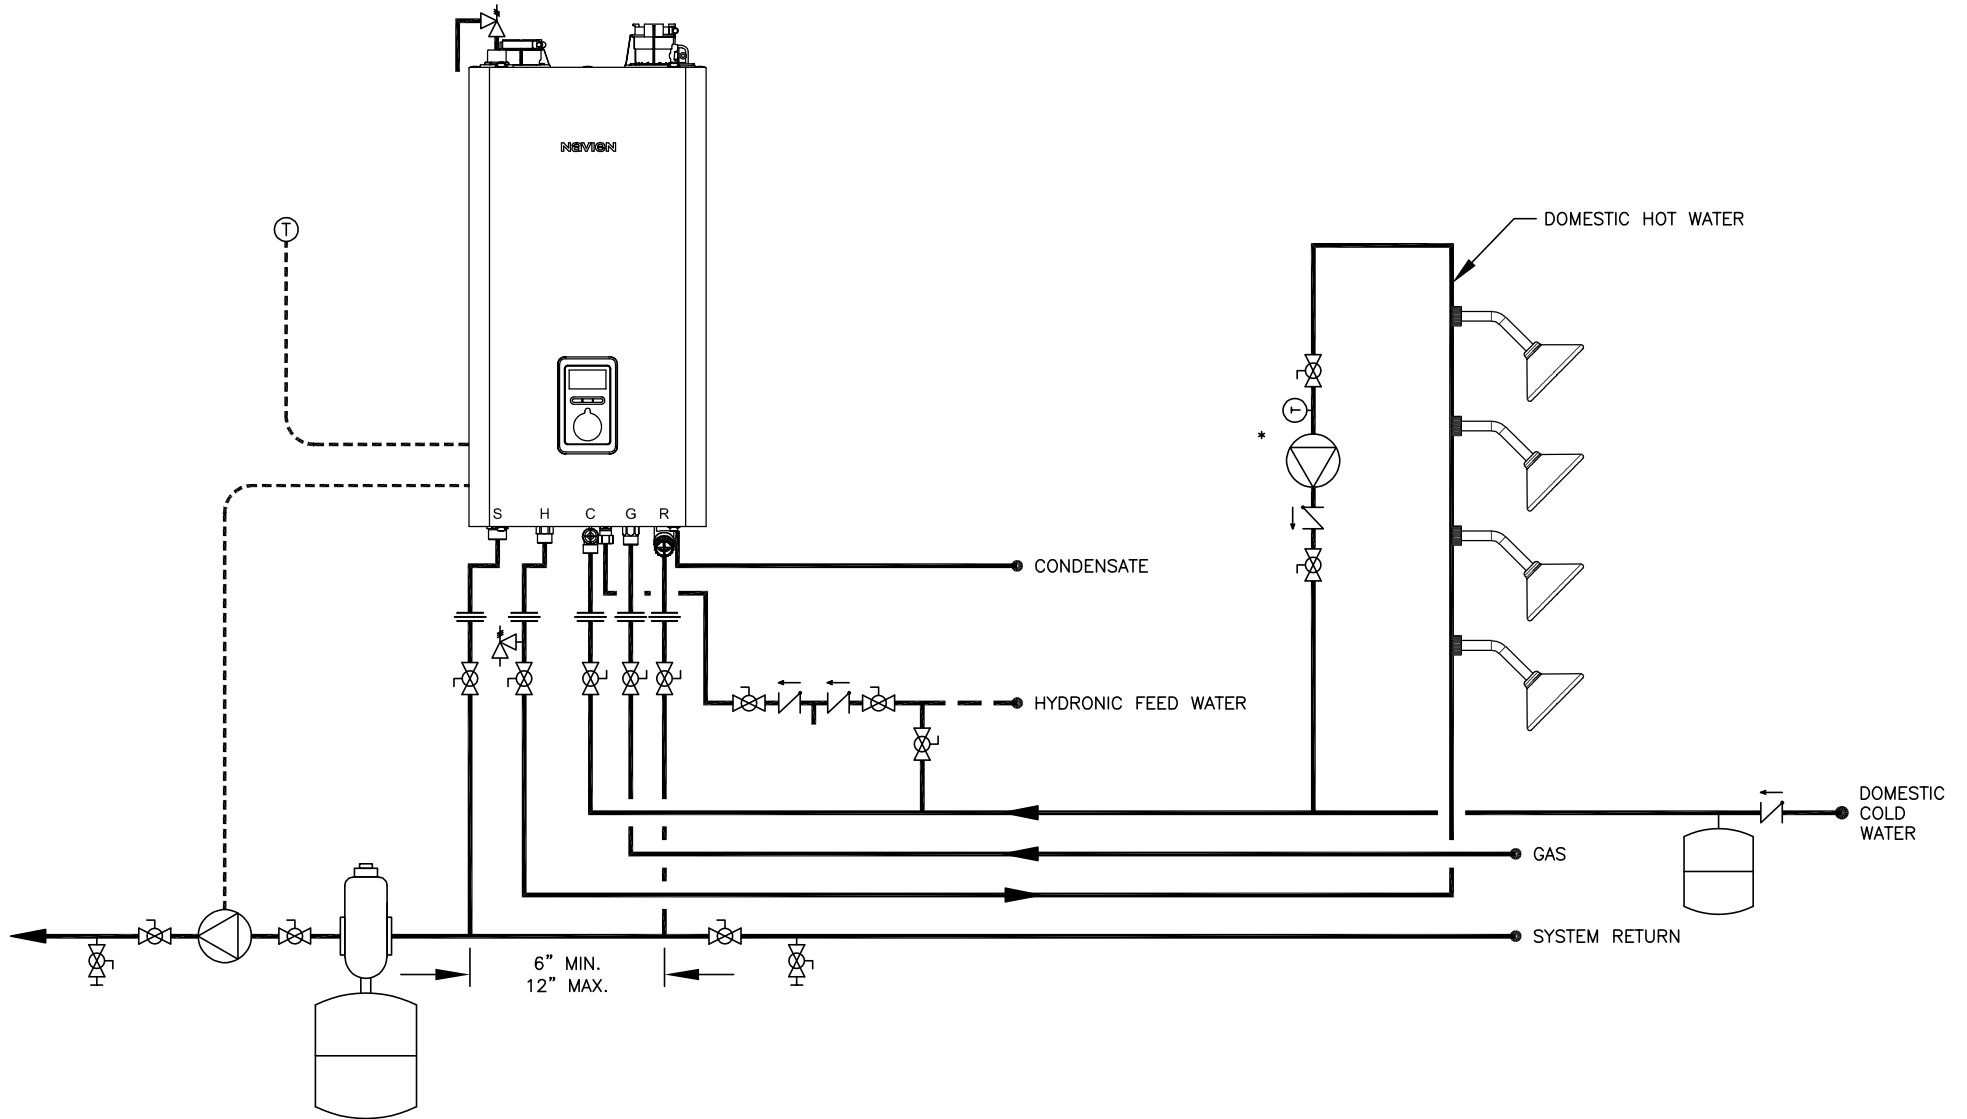 NAVIEN
T
DOMESTIC HOT WATER
T
*
S H C G R
CONDENSATE
HYDRONIC FEED WATER
DOMESTIC
COLD
WATER
GAS
SYSTEM RETURN
6” MIN.
12” MAX.